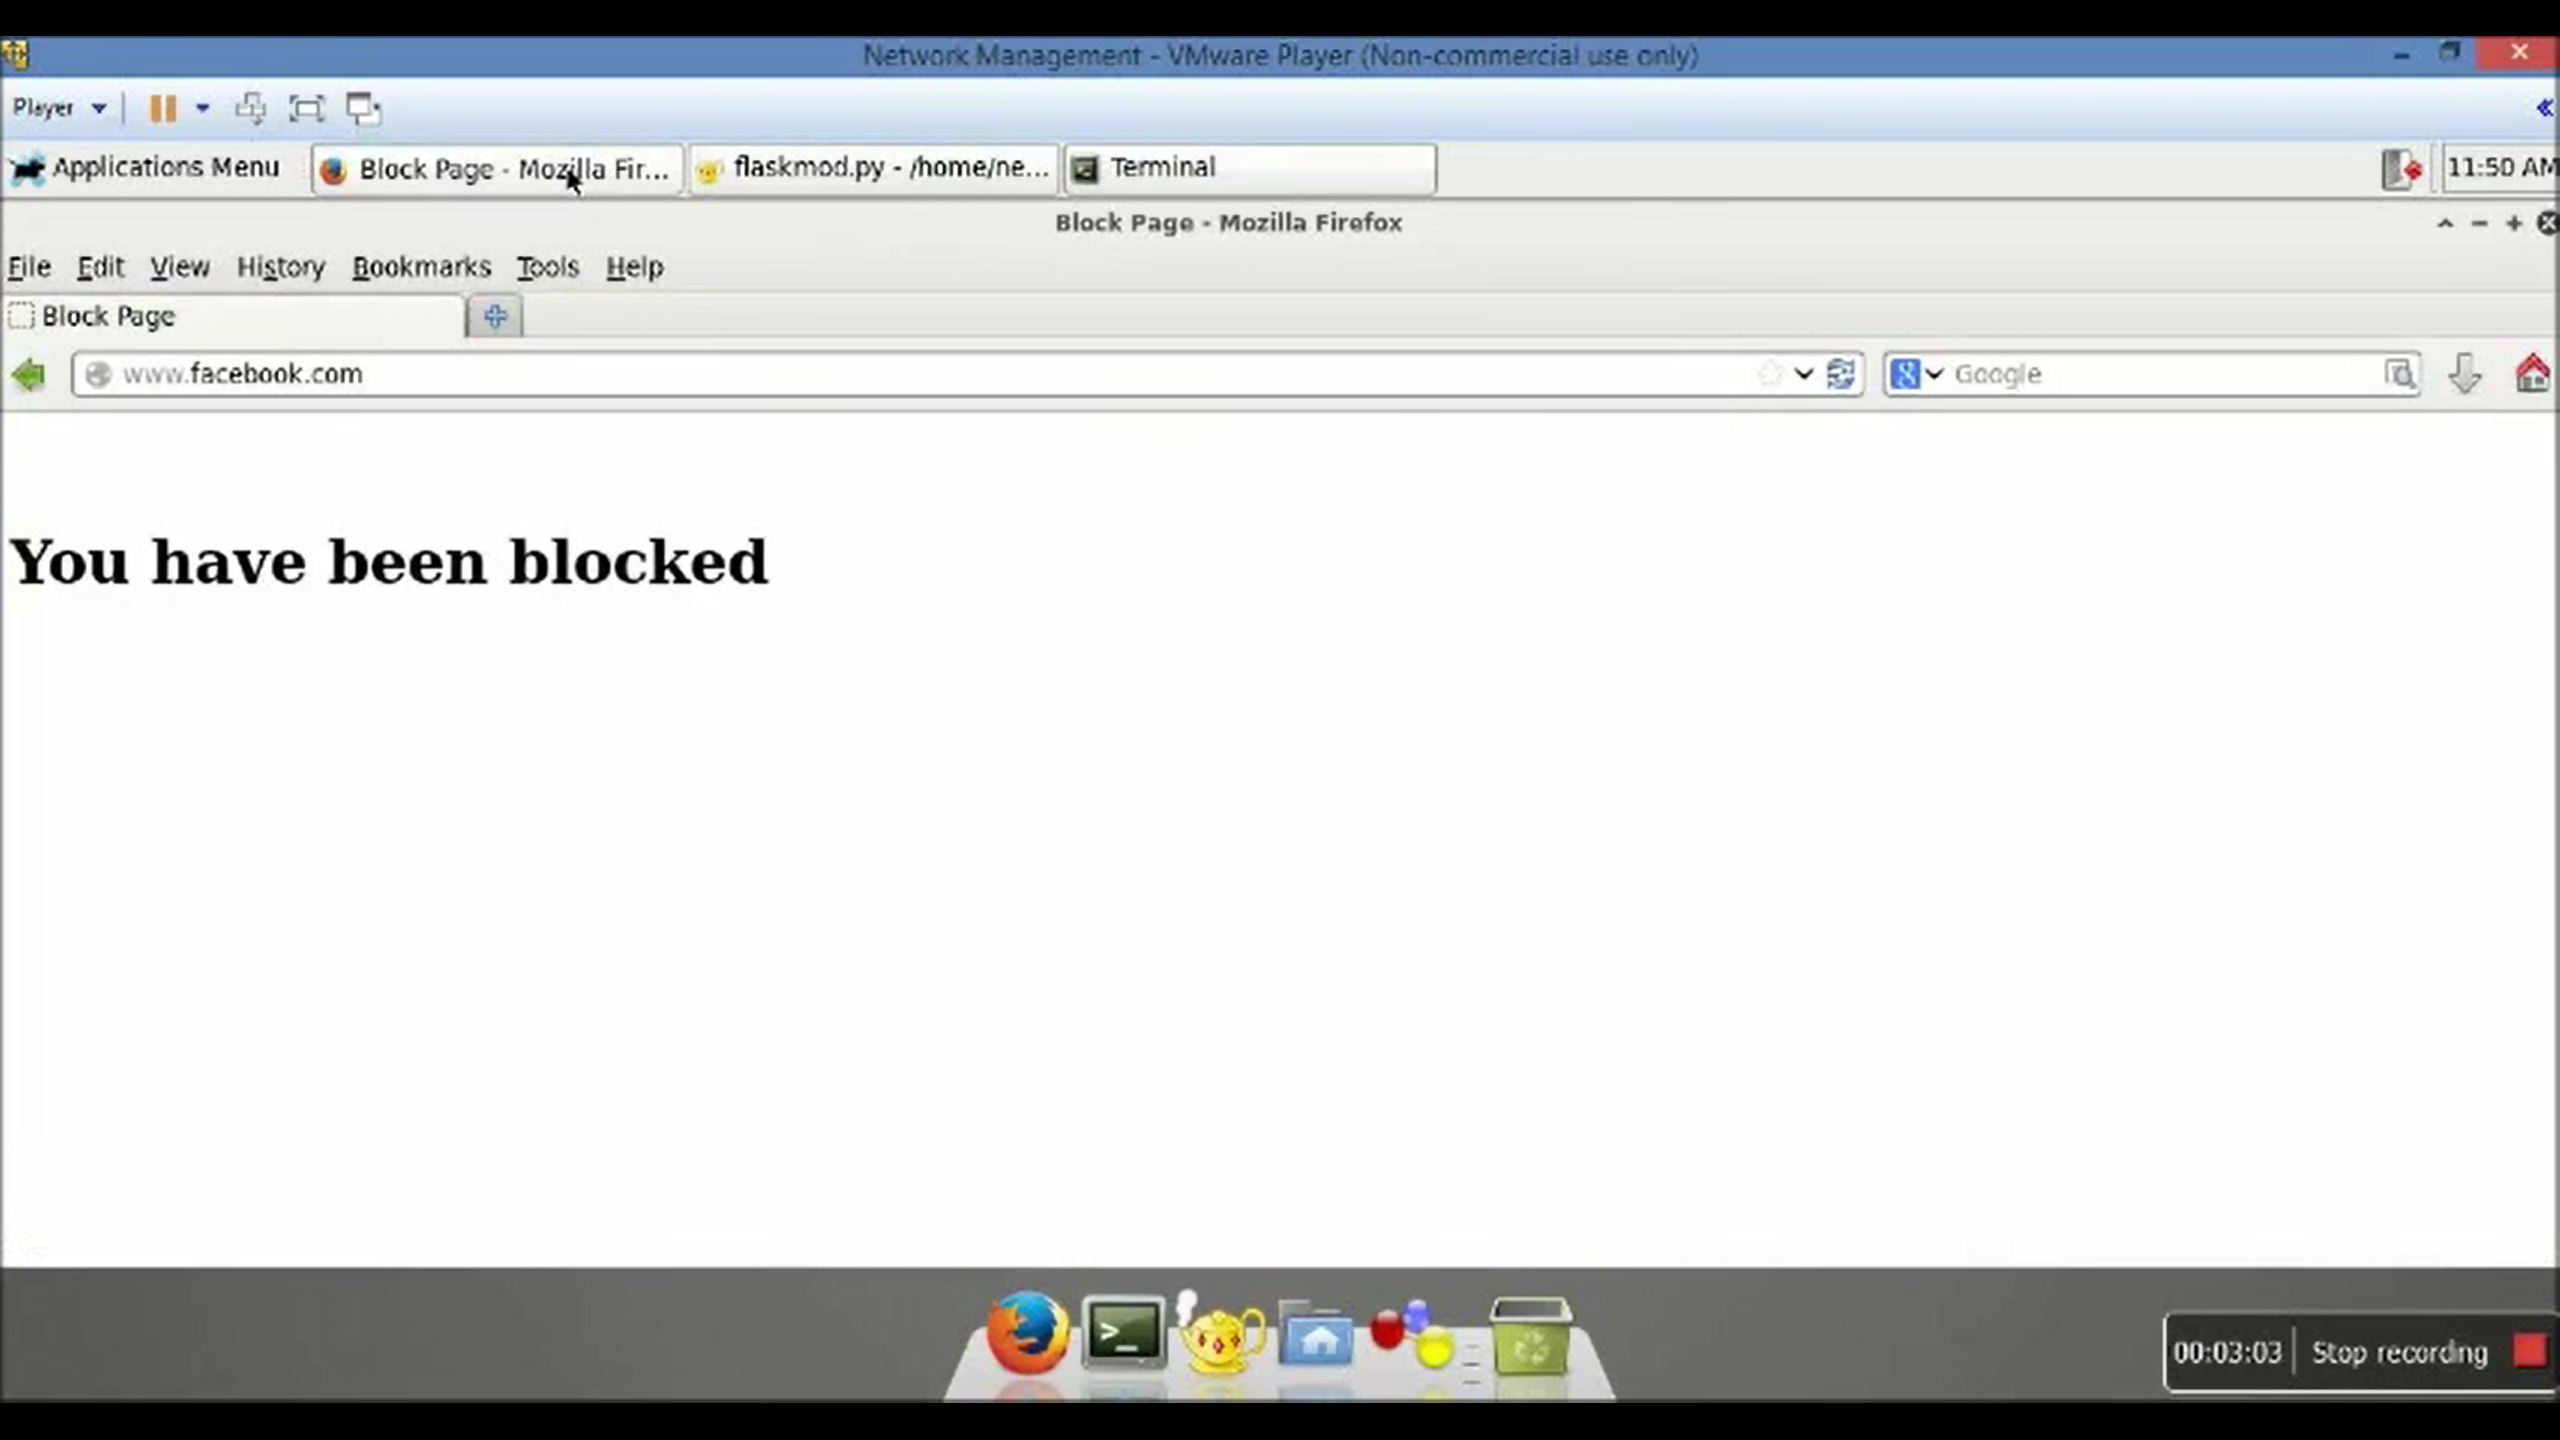 Network Management - VMware Player (Non-commercial use only)
Player
Applications Menu
Block Page - Mozilla Fir...
flaskmod.py - /home/ne...
Terminal
11:50 AM
Block Page - Mozilla Firefox
File Edit View History Bookmarks Tools Help
Block Page
www.facebook.com
Google
You have been blocked
00:03:03 Stop recording